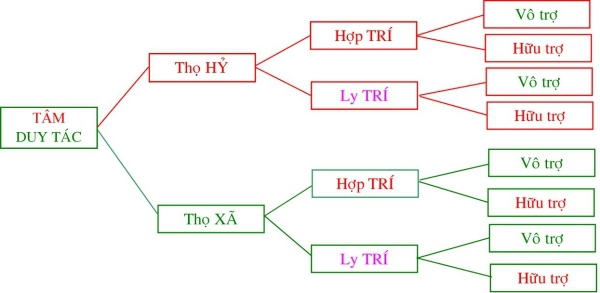 TÂM
DUY TÁC
Thọ HỶ
Hợp TRÍ
Vô trợ
Hữu trợ
Ly TRÍ
Vô trợ
Hữu trợ
Thọ XÃ
Hợp TRÍ
Vô trợ
Hữu trợ
Ly TRÍ
Vô trợ
Hữu trợ